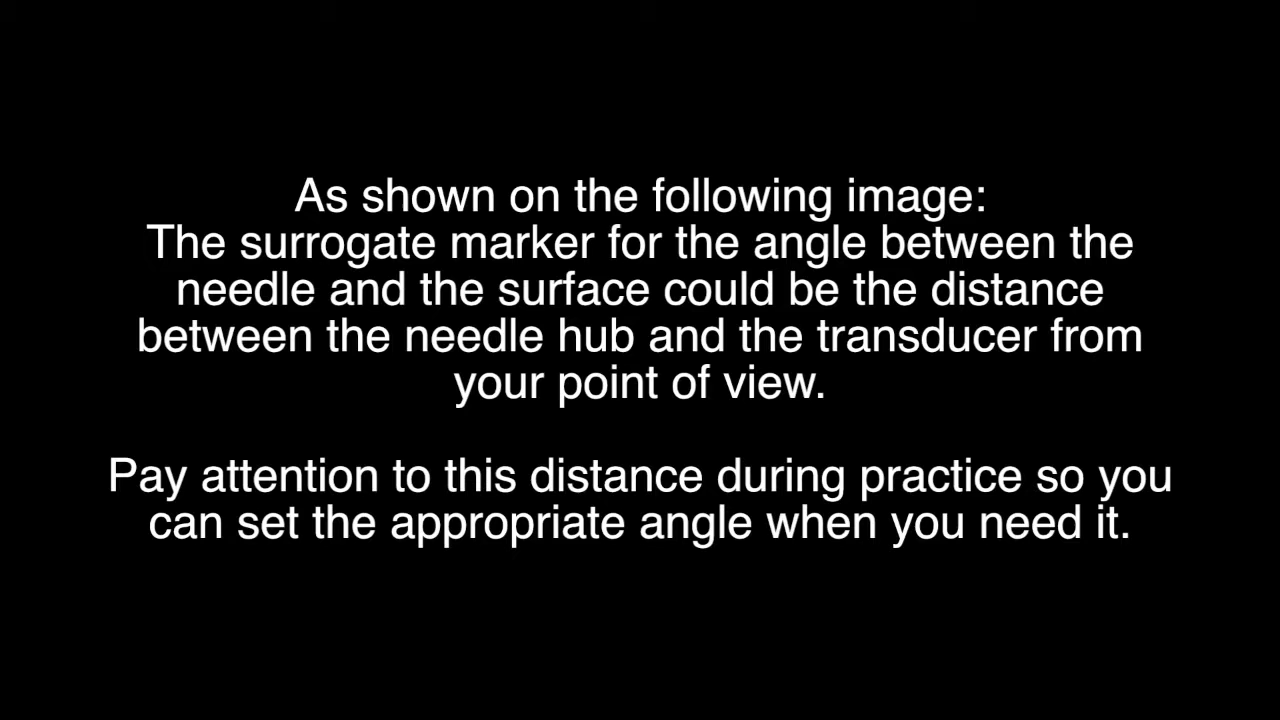 As shown on the following image:
The surrogate marker for the angle between the
needle and the surface could be the distance
between the needle hub and the transducer from
your point of view.
Pay attention to this distance during practice so you
can set the appropriate angle when you need it.